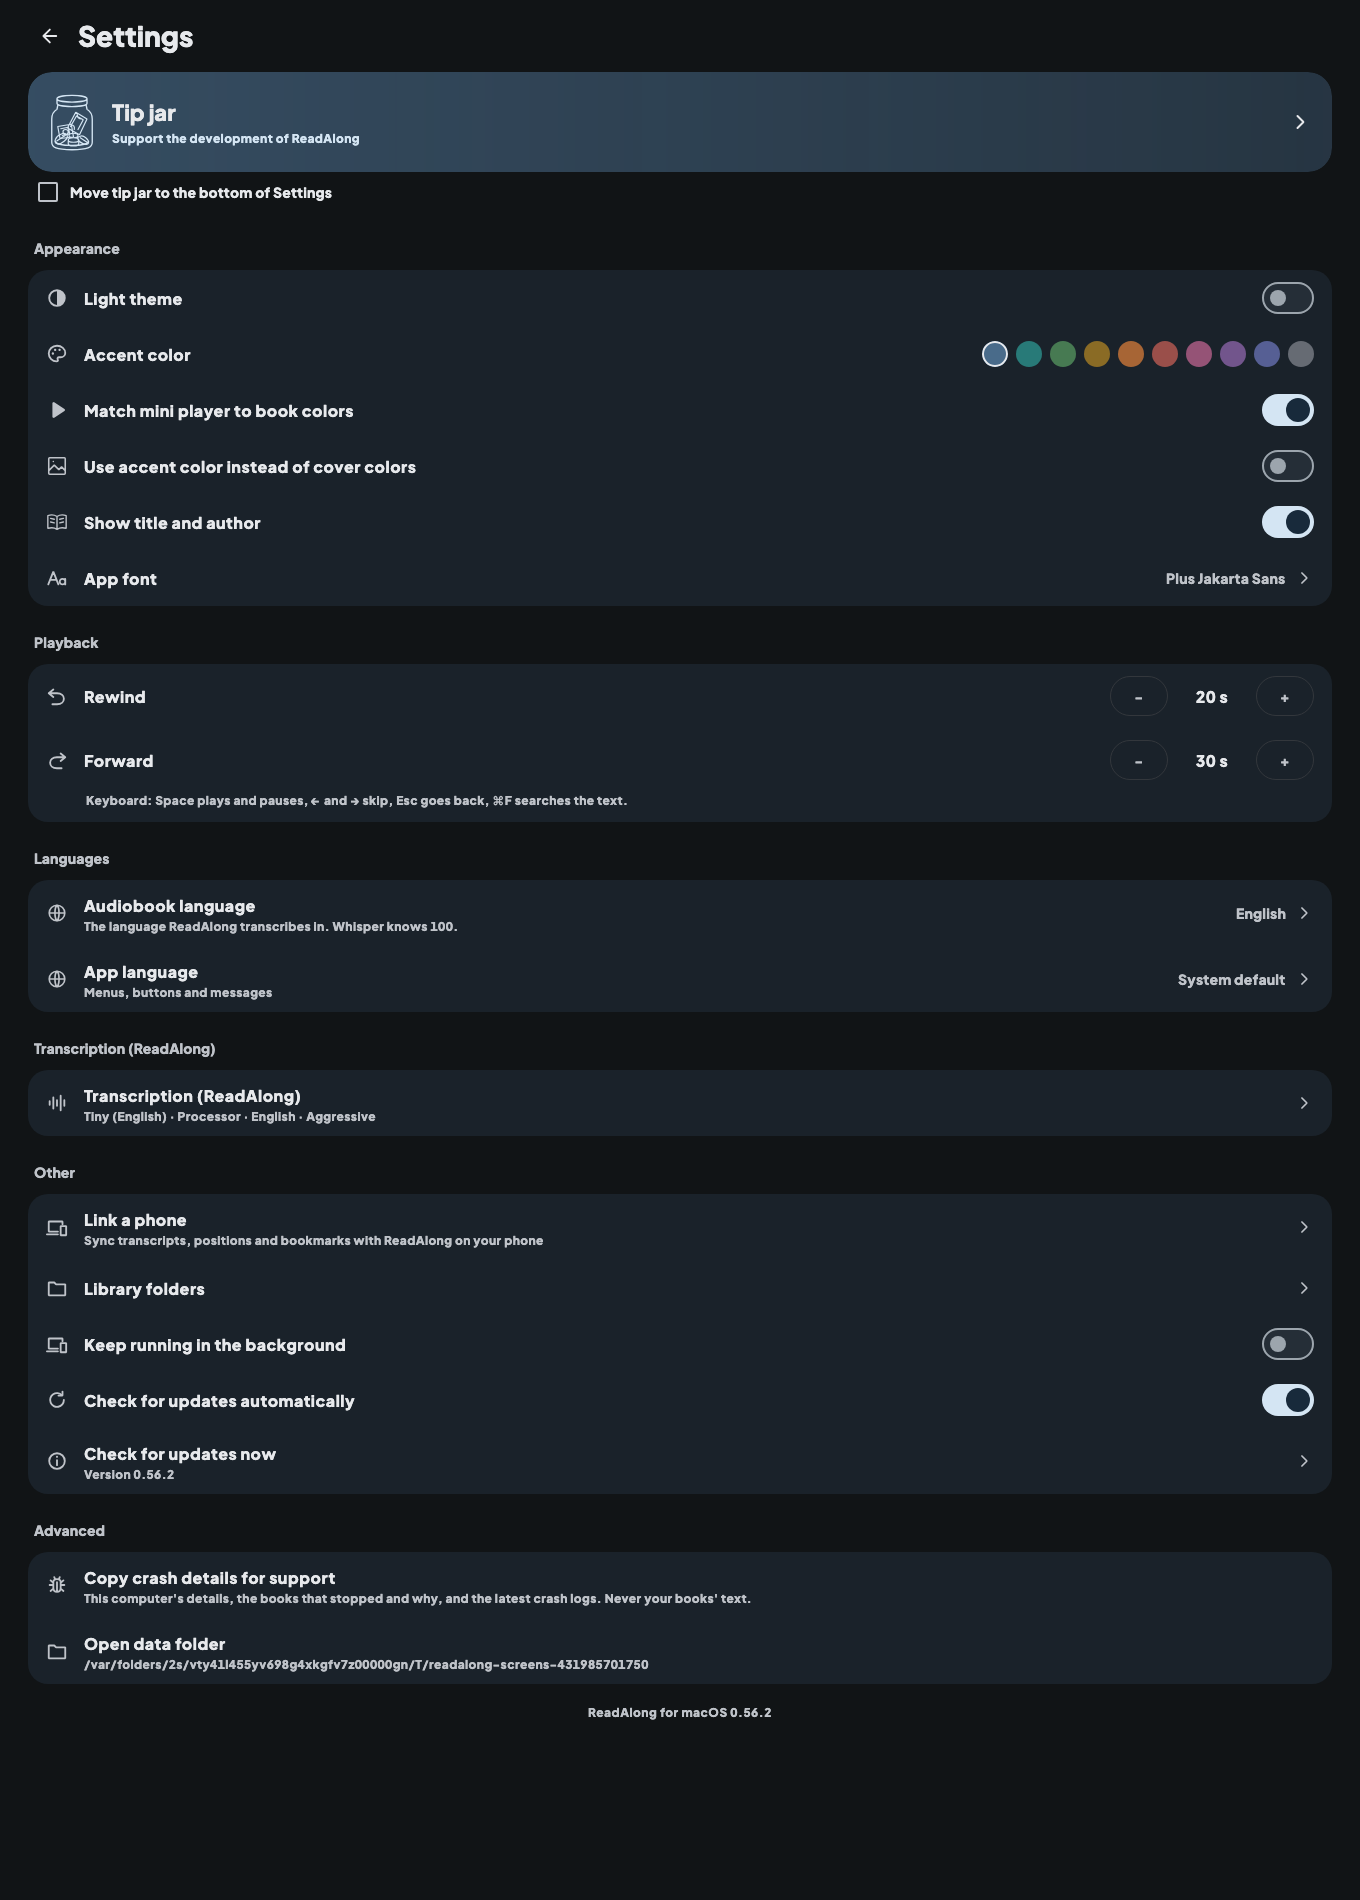 Settings
Tip jar
Support the development of ReadAlong
Move tip jar to the bottom of Settings
Appearance
Light theme
Accent color
Match mini player to book colors
Use accent color instead of cover colors
Show title and author
App font
Plus Jakarta Sans
Playback
Rewind
- 20 s +
Forward
- 30 s +
Keyboard: Space plays and pauses, ← and → skip, Esc goes back, ⌘F searches the text.
Languages
Audiobook language
The language ReadAlong transcribes in. Whisper knows 100.
English
App language
Menus, buttons and messages
System default
Transcription (ReadAlong)
Transcription (ReadAlong)
Tiny (English) · Processor · English · Aggressive
Other
Link a phone
Sync transcripts, positions and bookmarks with ReadAlong on your phone
Library folders
Keep running in the background
Check for updates automatically
Check for updates now
Version 0.56.2
Advanced
Copy crash details for support
This computer's details, the books that stopped and why, and the latest crash logs. Never your books' text.
Open data folder
/var/folders/2s/vty41l455yv698g4xkgfv7z00000gn/T/readalong-screens-431985701750
ReadAlong for macOS 0.56.2